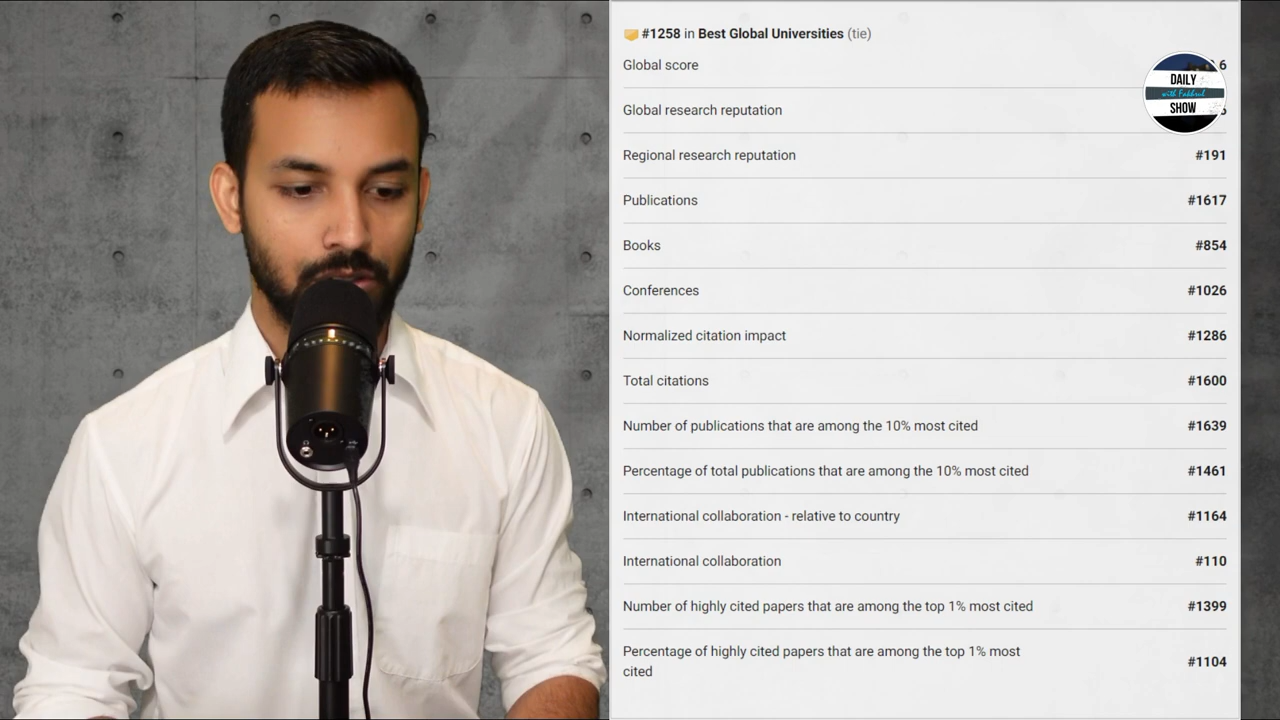 #1258 in Best Global Universities (tie)
Global score
DAILY
with Fakhrul
SHOW
Global research reputation
Regional research reputation #191
Publications #1617
Books #854
Conferences #1026
Normalized citation impact #1286
Total citations #1600
Number of publications that are among the 10% most cited #1639
Percentage of total publications that are among the 10% most cited #1461
International collaboration - relative to country #1164
International collaboration #110
Number of highly cited papers that are among the top 1% most cited #1399
Percentage of highly cited papers that are among the top 1% most
cited #1104